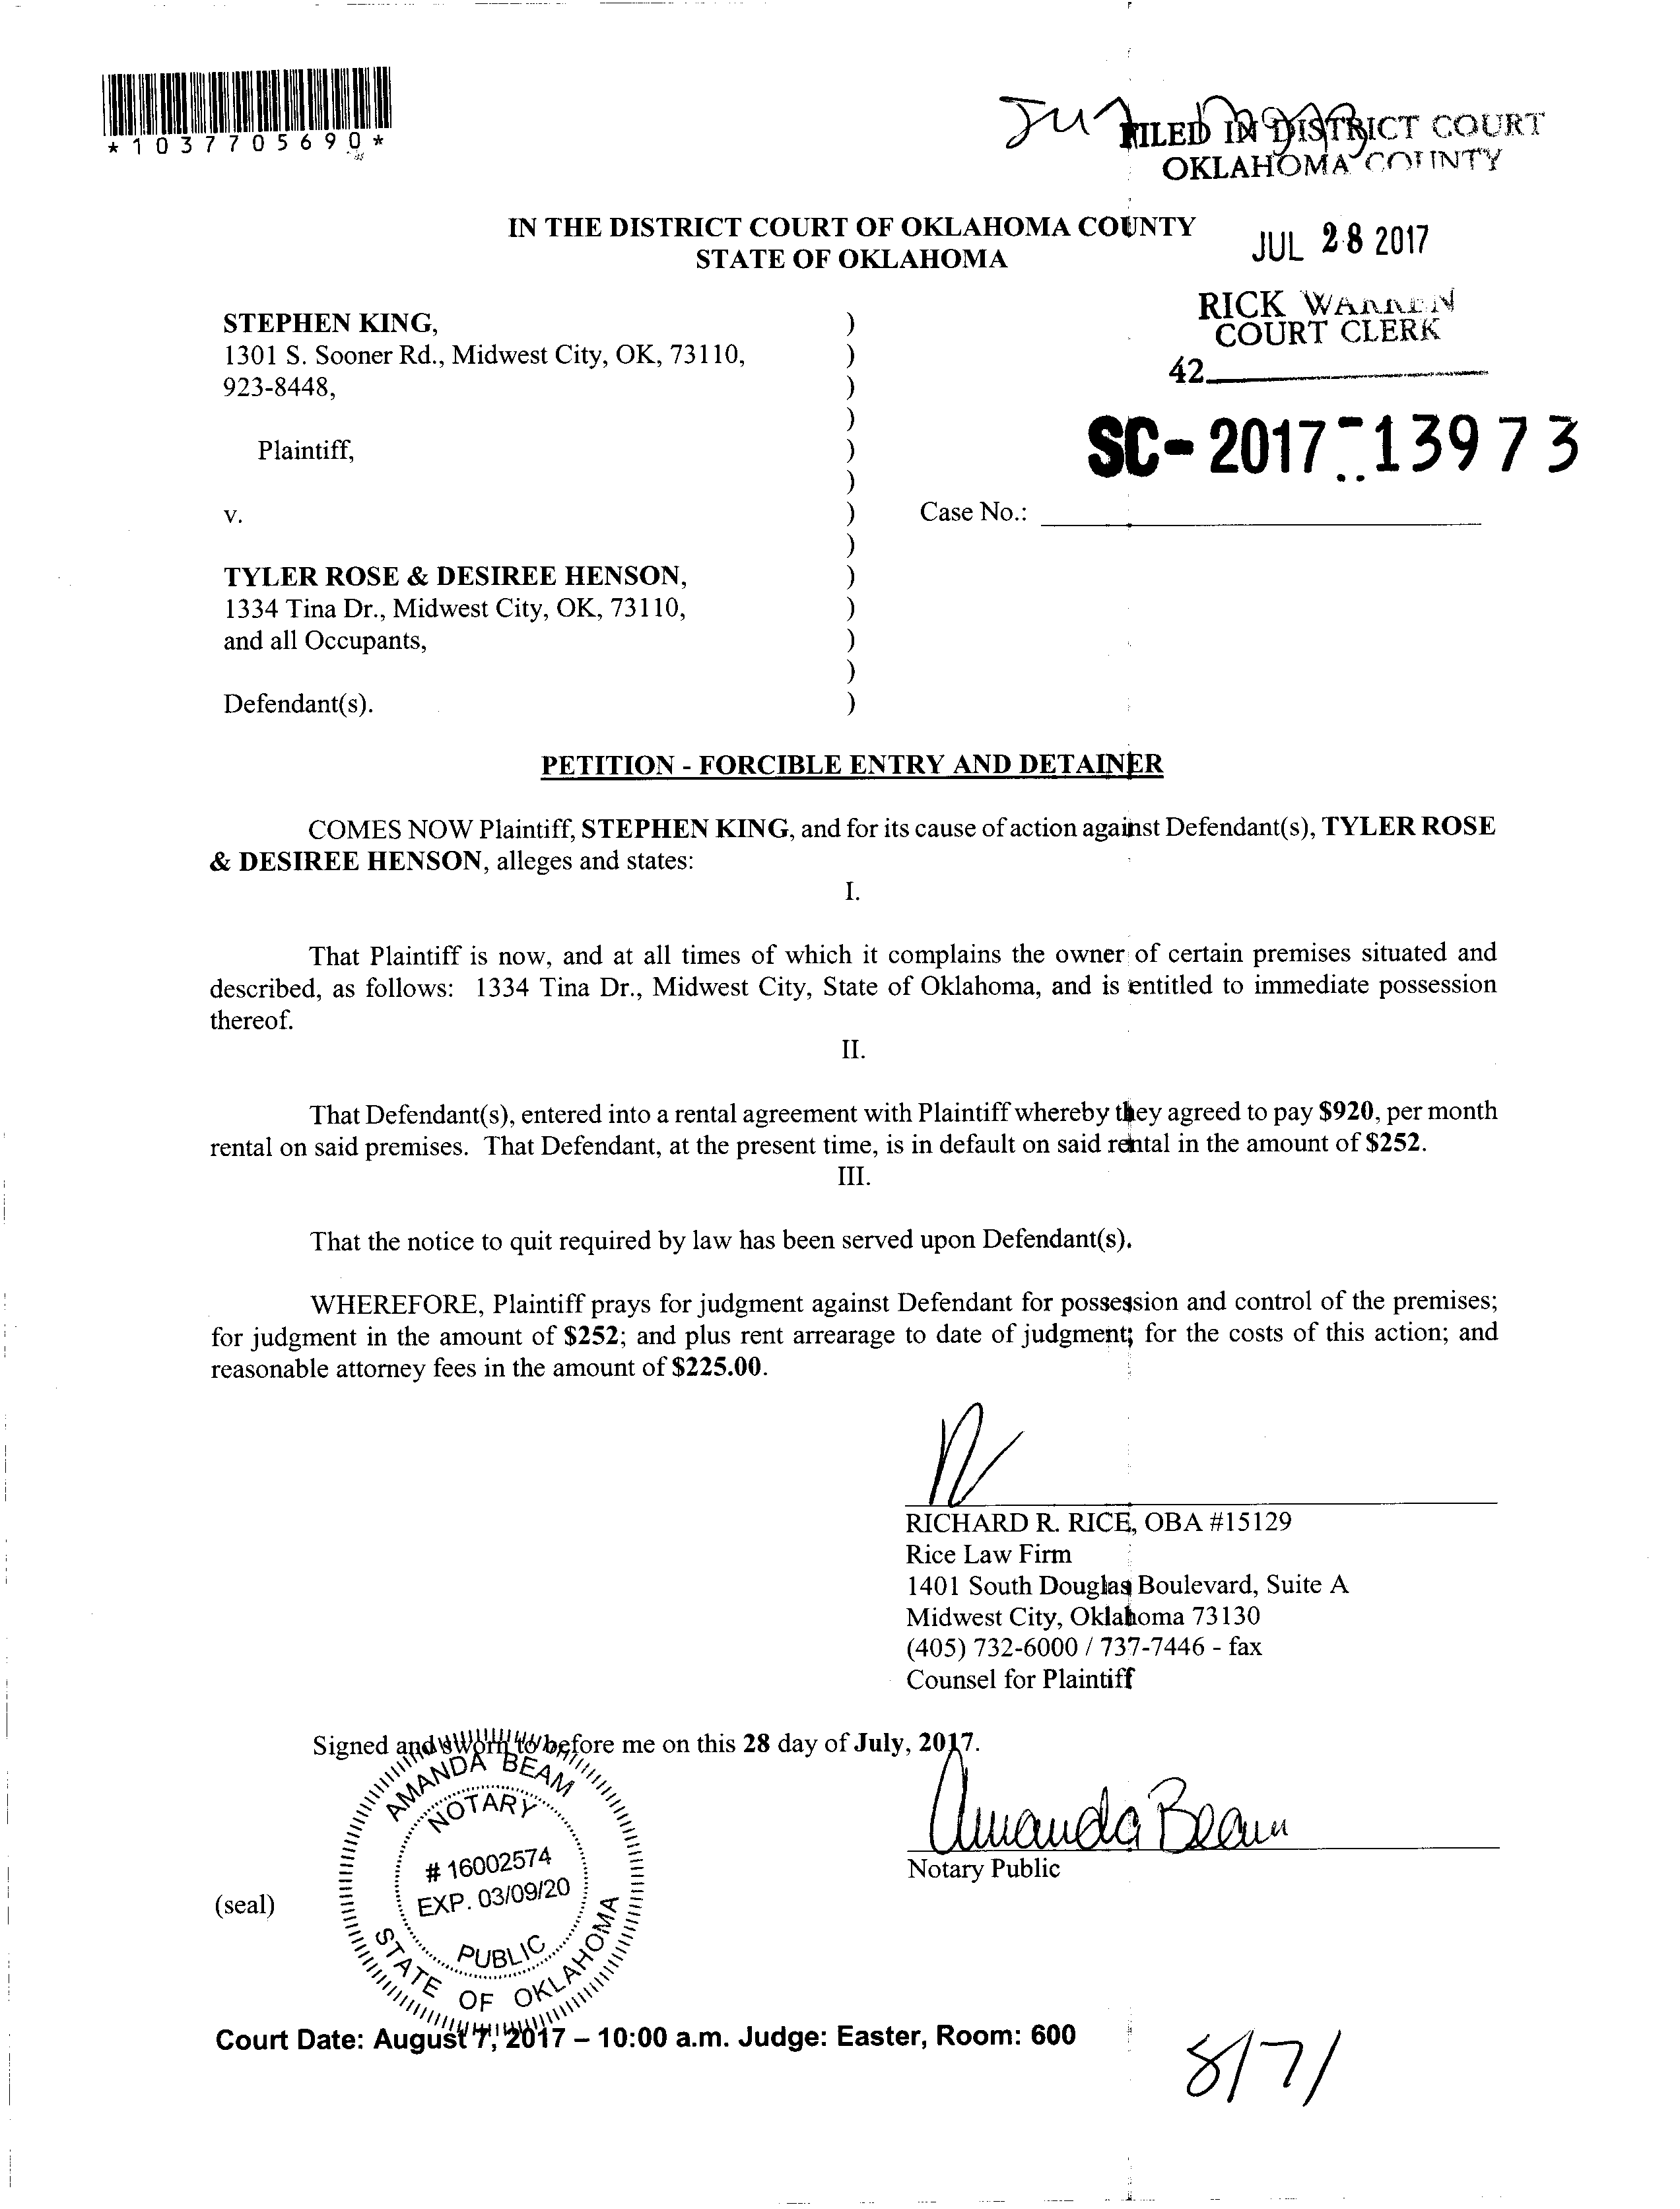 *1037705690*
FILED IN DISTRICT COURT
OKLAHOMA COUNTY
IN THE DISTRICT COURT OF OKLAHOMA COUNTY
STATE OF OKLAHOMA
JUL 28 2017
RICK WARREN
COURT CLERK
42
SC-2017-13973
STEPHEN KING,
1301 S. Sooner Rd., Midwest City, OK, 73110,
923-8448,
Plaintiff,
v.
Case No.:
TYLER ROSE & DESIREE HENSON,
1334 Tina Dr., Midwest City, OK, 73110,
and all Occupants,
Defendant(s).
)
)
)
)
)
)
)
)
)
)
)
)
)
PETITION - FORCIBLE ENTRY AND DETAINER
COMES NOW Plaintiff, STEPHEN KING, and for its cause of action against Defendant(s), TYLER ROSE
& DESIREE HENSON, alleges and states:
I.
That Plaintiff is now, and at all times of which it complains the owner of certain premises situated and
described, as follows: 1334 Tina Dr., Midwest City, State of Oklahoma, and is entitled to immediate possession
thereof.
II.
That Defendant(s), entered into a rental agreement with Plaintiff whereby they agreed to pay $920, per month
rental on said premises. That Defendant, at the present time, is in default on said rental in the amount of $252.
III.
That the notice to quit required by law has been served upon Defendant(s).
WHEREFORE, Plaintiff prays for judgment against Defendant for possession and control of the premises;
for judgment in the amount of $252; and plus rent arrearage to date of judgment; for the costs of this action; and
reasonable attorney fees in the amount of $225.00.
RICHARD R. RICE, OBA #15129
Rice Law Firm
1401 South Douglas Boulevard, Suite A
Midwest City, Oklahoma 73130
(405) 732-6000 / 737-7446 - fax
Counsel for Plaintiff
Signed and sworn to before me on this 28 day of July, 2017.
Amanda Beam
Notary Public
(seal)
AMANDA BEAM
NOTARY
# 16002574
EXP. 03/09/20
PUBLIC
STATE OF OKLAHOMA
Court Date: August 7, 2017 – 10:00 a.m. Judge: Easter, Room: 600
8/7/